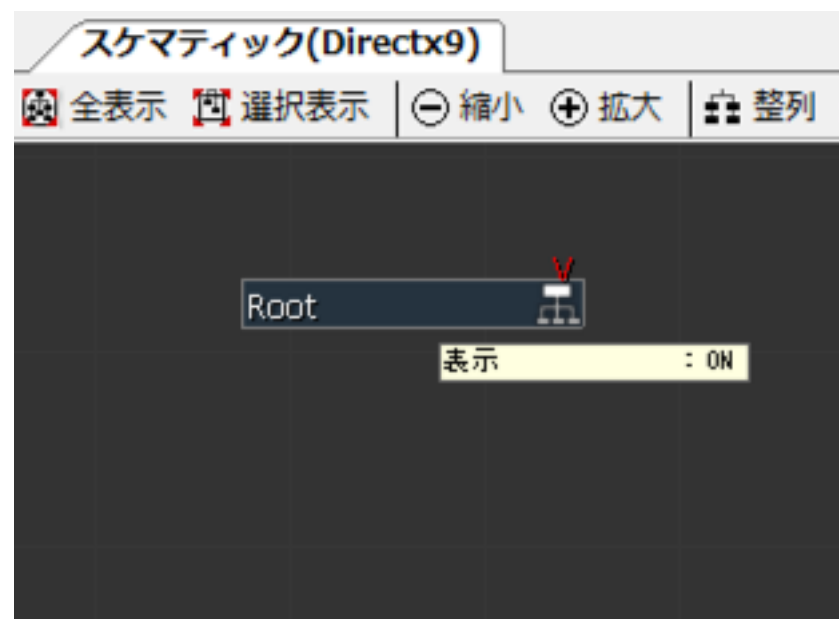 スケマティック(Directx9)
全表示 選択表示 縮小 拡大 整列
V
Root
表示 : ON